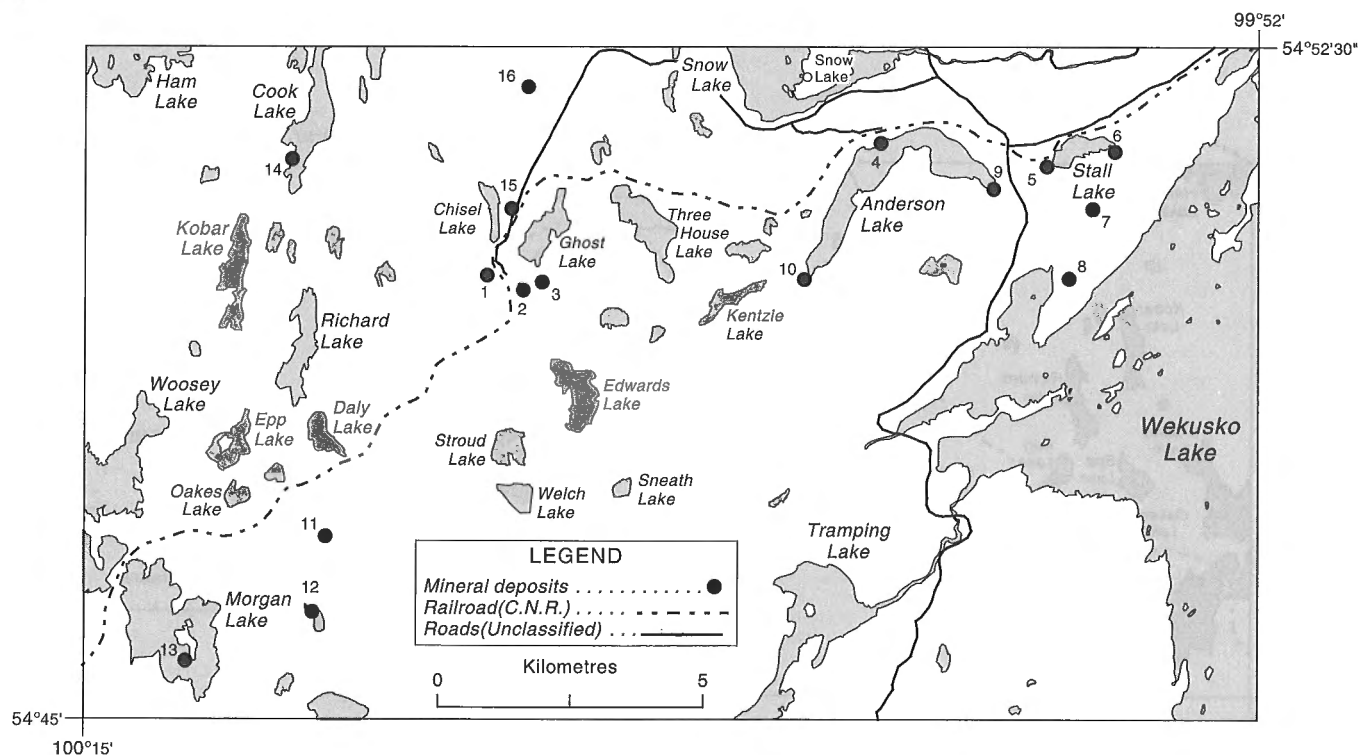 99°52'
54°52'30"
Ham
Lake
Cook
Lake
16
Snow
Lake
Snow
Lake
14
15
4
9
5
6
Stall
Lake
7
Chisel
Lake
Ghost
Lake
Three
House
Lake
Anderson
Lake
Kobar
Lake
1
2
3
10
8
Kentzie
Lake
Richard
Lake
Woosey
Lake
Epp
Lake
Daly
Lake
Edwards
Lake
Wekusko
Lake
Stroud
Lake
Oakes
Lake
Welch
Lake
Sneath
Lake
11
Tramping
Lake
12
Morgan
Lake
13
LEGEND
Mineral deposits
Railroad(C.N.R.)
Roads(Unclassified)
Kilometres
0 5
54°45'
100°15'